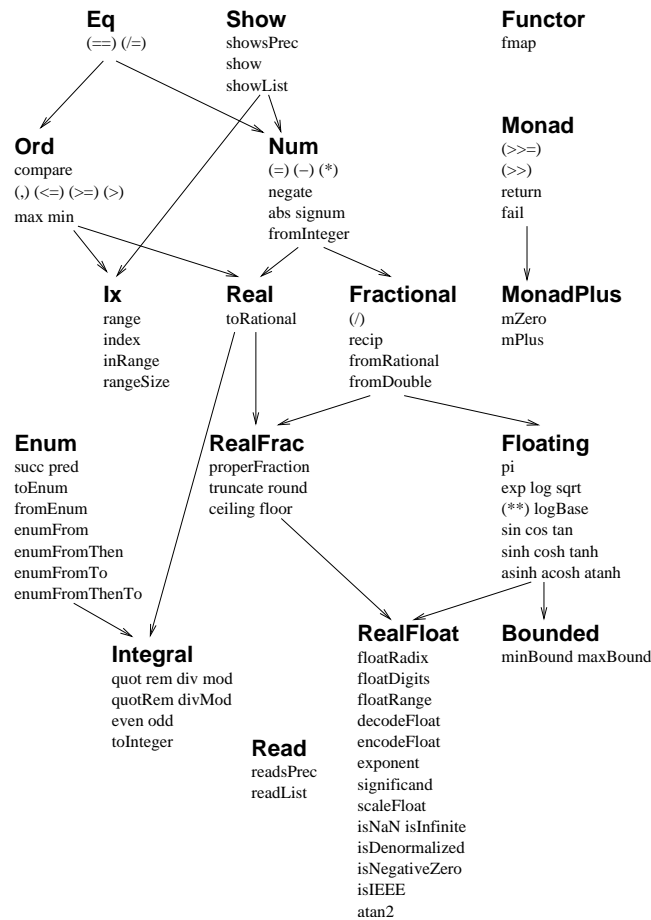 Eq
(==) (/=)
Show
showsPrec
show
showList
Functor
fmap
Ord
compare
(,) (<=) (>=) (>)
max min
Num
(=) (−) (*)
negate
abs signum
fromInteger
Monad
(>>=)
(>>)
return
fail
Ix
range
index
inRange
rangeSize
Real
toRational
Fractional
(/)
recip
fromRational
fromDouble
MonadPlus
mZero
mPlus
Enum
succ pred
toEnum
fromEnum
enumFrom
enumFromThen
enumFromTo
enumFromThenTo
RealFrac
properFraction
truncate round
ceiling floor
Floating
pi
exp log sqrt
(**) logBase
sin cos tan
sinh cosh tanh
asinh acosh atanh
Integral
quot rem div mod
quotRem divMod
even odd
toInteger
Read
readsPrec
readList
RealFloat
floatRadix
floatDigits
floatRange
decodeFloat
encodeFloat
exponent
significand
scaleFloat
isNaN isInfinite
isDenormalized
isNegativeZero
isIEEE
atan2
Bounded
minBound maxBound